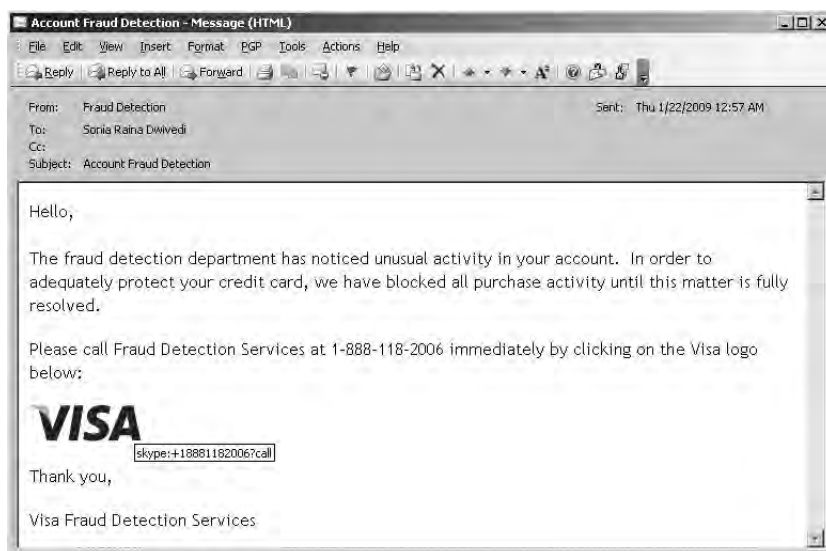 Account Fraud Detection - Message (HTML)
File Edit View Insert Format PGP Tools Actions Help
Reply Reply to All Forward
From: Fraud Detection Sent: Thu 1/22/2009 12:57 AM
To: Sonia Raina Dwivedi
Cc:
Subject: Account Fraud Detection
Hello,
The fraud detection department has noticed unusual activity in your account. In order to
adequately protect your credit card, we have blocked all purchase activity until this matter is fully
resolved.
Please call Fraud Detection Services at 1-888-118-2006 immediately by clicking on the Visa logo
below:
VISA
skype:+18881182006?call
Thank you,
Visa Fraud Detection Services